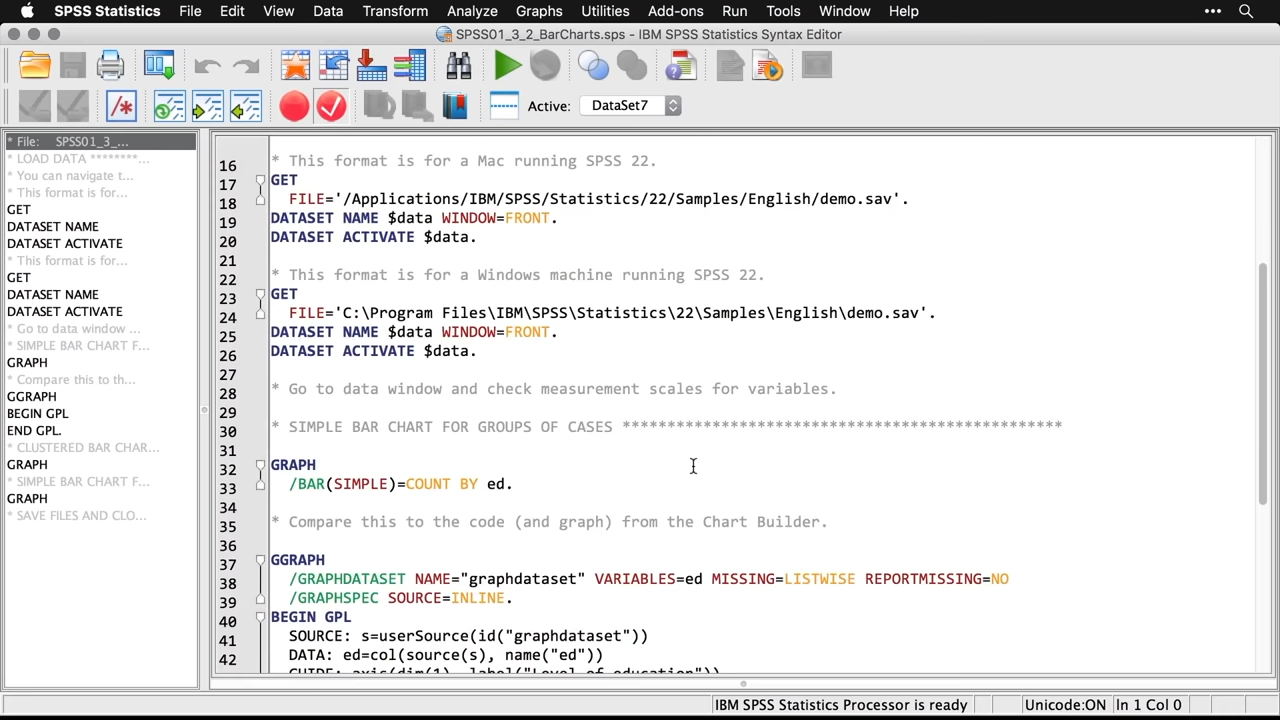 SPSS Statistics File Edit View Data Transform Analyze Graphs Utilities Add-ons Run Tools Window Help
SPSS01_3_2_BarCharts.sps - IBM SPSS Statistics Syntax Editor
Active: DataSet7
* File: SPSS01_3_...
* LOAD DATA ********...
* You can navigate t...
* This format is for...
GET
DATASET NAME
DATASET ACTIVATE
* This format is for...
GET
DATASET NAME
DATASET ACTIVATE
* Go to data window ...
* SIMPLE BAR CHART F...
GRAPH
* Compare this to th...
GGRAPH
BEGIN GPL
END GPL.
* CLUSTERED BAR CHAR...
GRAPH
* SIMPLE BAR CHART F...
GRAPH
* SAVE FILES AND CLO...
16 * This format is for a Mac running SPSS 22.
17 GET
18 FILE='/Applications/IBM/SPSS/Statistics/22/Samples/English/demo.sav'.
19 DATASET NAME $data WINDOW=FRONT.
20 DATASET ACTIVATE $data.
21
22 * This format is for a Windows machine running SPSS 22.
23 GET
24 FILE='C:\Program Files\IBM\SPSS\Statistics\22\Samples\English\demo.sav'.
25 DATASET NAME $data WINDOW=FRONT.
26 DATASET ACTIVATE $data.
27
28 * Go to data window and check measurement scales for variables.
29
30 * SIMPLE BAR CHART FOR GROUPS OF CASES *************************************************
31
32 GRAPH
33 /BAR(SIMPLE)=COUNT BY ed.
34
35 * Compare this to the code (and graph) from the Chart Builder.
36
37 GGRAPH
38 /GRAPHDATASET NAME="graphdataset" VARIABLES=ed MISSING=LISTWISE REPORTMISSING=NO
39 /GRAPHSPEC SOURCE=INLINE.
40 BEGIN GPL
41 SOURCE: s=userSource(id("graphdataset"))
42 DATA: ed=col(source(s), name("ed"))
GUIDE: axis(dim(1), label("Level of education"))
IBM SPSS Statistics Processor is ready Unicode:ON In 1 Col 0